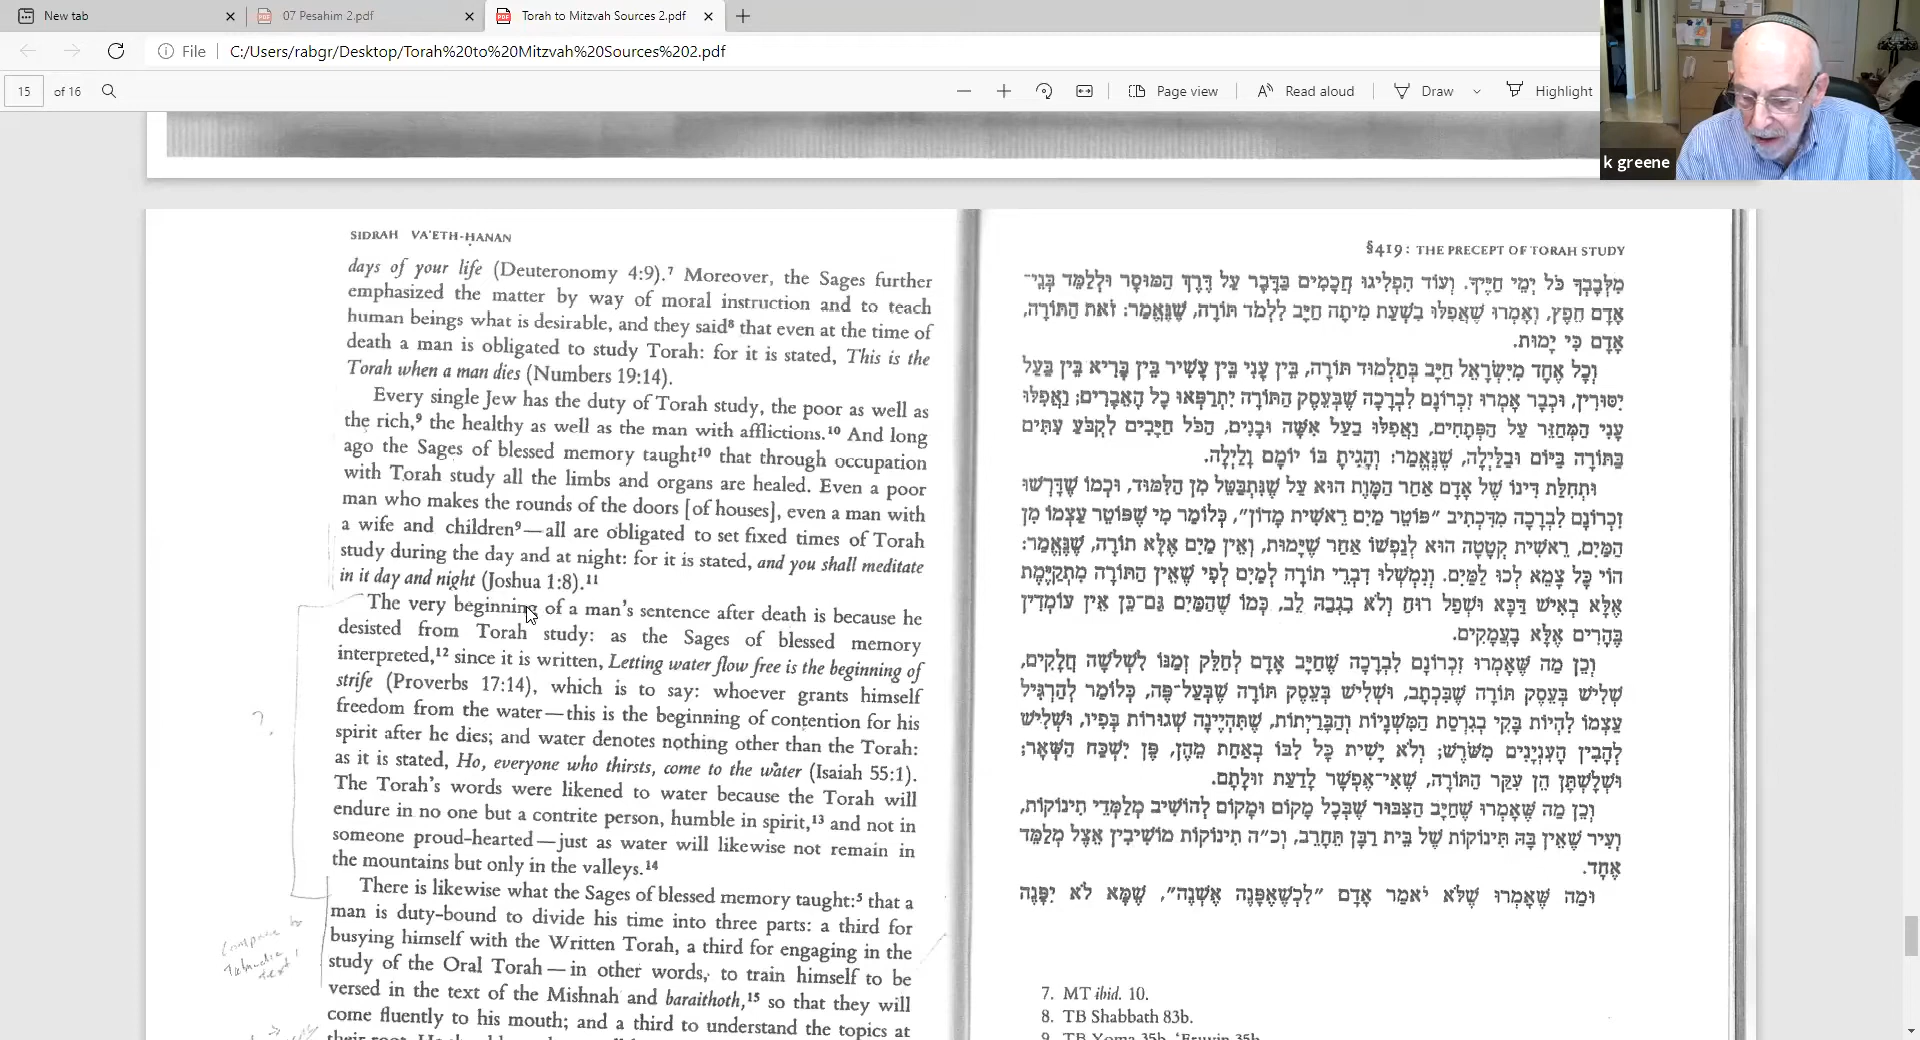 New tab
07 Pesahim 2.pdf
Torah to Mitzvah Sources 2.pdf
File
C:/Users/rabgr/Desktop/Torah%20to%20Mitzvah%20Sources%202.pdf
15
of 16
Page view
Read aloud
Draw
Highlight
k greene
SIDRAH VA'ETH-ḤANAN
days of your life (Deuteronomy 4:9).⁷ Moreover, the Sages further
emphasized the matter by way of moral instruction and to teach
human beings what is desirable, and they said⁸ that even at the time of
death a man is obligated to study Torah: for it is stated, This is the
Torah when a man dies (Numbers 19:14).
Every single Jew has the duty of Torah study, the poor as well as
the rich,⁹ the healthy as well as the man with afflictions.¹⁰ And long
ago the Sages of blessed memory taught¹⁰ that through occupation
with Torah study all the limbs and organs are healed. Even a poor
man who makes the rounds of the doors [of houses], even a man with
a wife and children⁹—all are obligated to set fixed times of Torah
study during the day and at night: for it is stated, and you shall meditate
in it day and night (Joshua 1:8).¹¹
The very beginning of a man's sentence after death is because he
desisted from Torah study: as the Sages of blessed memory
interpreted,¹² since it is written, Letting water flow free is the beginning of
strife (Proverbs 17:14), which is to say: whoever grants himself
freedom from the water—this is the beginning of contention for his
spirit after he dies; and water denotes nothing other than the Torah:
as it is stated, Ho, everyone who thirsts, come to the water (Isaiah 55:1).
The Torah's words were likened to water because the Torah will
endure in no one but a contrite person, humble in spirit,¹³ and not in
someone proud-hearted—just as water will likewise not remain in
the mountains but only in the valleys.¹⁴
There is likewise what the Sages of blessed memory taught:⁵ that a
man is duty-bound to divide his time into three parts: a third for
busying himself with the Written Torah, a third for engaging in the
study of the Oral Torah—in other words, to train himself to be
versed in the text of the Mishnah and baraithoth,¹⁵ so that they will
come fluently to his mouth; and a third to understand the topics at
?
compare to
Talmudic
text!
§419: THE PRECEPT OF TORAH STUDY
מִלְּבָבְךָ כֹּל יְמֵי חַיֶּיךָ. וְעוֹד הִפְלִיגוּ חֲכָמִים בַּדָּבָר עַל דֶּרֶךְ הַמּוּסָר וּלְלַמֵּד בְּנֵי־
אָדָם חֵפֶץ, וְאָמְרוּ שֶׁאֲפִלּוּ בִּשְׁעַת מִיתָה חַיָּב לִלְמֹד תּוֹרָה, שֶׁנֶּאֱמַר: זֹאת הַתּוֹרָה,
אָדָם כִּי יָמוּת.
וְכָל אֶחָד מִיִּשְׂרָאֵל חַיָּב בְּתַלְמוּד תּוֹרָה, בֵּין עָנִי בֵּין עָשִׁיר בֵּין בָּרִיא בֵּין בַּעַל
יִסּוּרִין, וּכְבָר אָמְרוּ זִכְרוֹנָם לִבְרָכָה שֶׁבְּעֵסֶק הַתּוֹרָה יִתְרַפְּאוּ כָל הָאֵבָרִים; וַאֲפִלּוּ
עָנִי הַמְּחַזֵּר עַל הַפְּתָחִים, וַאֲפִלּוּ בַעַל אִשָּׁה וּבָנִים, הַכֹּל חַיָּבִים לִקְבֹּעַ עִתִּים
בַּתּוֹרָה בַּיּוֹם וּבַלַּיְלָה, שֶׁנֶּאֱמַר: וְהָגִיתָ בּוֹ יוֹמָם וָלַיְלָה.
וּתְחִלַּת דִּינוֹ שֶׁל אָדָם אַחַר הַמָּוֶת הוּא עַל שֶׁנִּתְבַּטֵּל מִן הַלִּמּוּד, וּכְמוֹ שֶׁדָּרְשׁוּ
זִכְרוֹנָם לִבְרָכָה מִדִּכְתִיב ״פּוֹטֵר מַיִם רֵאשִׁית מָדוֹן״, כְּלוֹמַר מִי שֶׁפּוֹטֵר עַצְמוֹ מִן
הַמַּיִם, רֵאשִׁית קְטָטָה הוּא לְנַפְשׁוֹ אַחַר שֶׁיָּמוּת, וְאֵין מַיִם אֶלָּא תוֹרָה, שֶׁנֶּאֱמַר:
הוֹי כָּל צָמֵא לְכוּ לַמַּיִם. וְנִמְשְׁלוּ דִבְרֵי תוֹרָה לְמַיִם לְפִי שֶׁאֵין הַתּוֹרָה מִתְקַיֶּמֶת
אֶלָּא בְאִישׁ דַּכָּא וּשְׁפַל רוּחַ וְלֹא בִּגְבַהּ לֵב, כְּמוֹ שֶׁהַמַּיִם גַּם־כֵּן אֵין עוֹמְדִין
בֶּהָרִים אֶלָּא בָעֲמָקִים.
וְכֵן מַה שֶּׁאָמְרוּ זִכְרוֹנָם לִבְרָכָה שֶׁחַיָּב אָדָם לְחַלֵּק זְמַנּוֹ לִשְׁלֹשָׁה חֲלָקִים,
שְׁלִישׁ בְּעֵסֶק תּוֹרָה שֶׁבִּכְתָב, וּשְׁלִישׁ בְּעֵסֶק תּוֹרָה שֶׁבְּעַל־פֶּה, כְּלוֹמַר לְהַרְגִּיל
עַצְמוֹ לִהְיוֹת בָּקִי בְגִרְסַת הַמִּשְׁנָיוֹת וְהַבָּרַיְתוֹת, שֶׁתִּהְיֶינָה שְׁגוּרוֹת בְּפִיו, וּשְׁלִישׁ
לְהָבִין הָעִנְיָנִים מִשֹּׁרֶשׁ; וְלֹא יָשִׁית כָּל לִבּוֹ בְאַחַת מֵהֶן, פֶּן יִשְׁכַּח הַשְּׁאָר;
וּשְׁלָשְׁתָּן הֵן עִקַּר הַתּוֹרָה, שֶׁאִי־אֶפְשָׁר לָדַעַת זוּלָתָם.
וְכֵן מַה שֶּׁאָמְרוּ שֶׁחַיָּב הַצִּבּוּר שֶׁבְּכָל מָקוֹם וּמָקוֹם לְהוֹשִׁיב מְלַמְּדֵי תִינוֹקוֹת,
וְעִיר שֶׁאֵין בָּהּ תִּינוֹקוֹת שֶׁל בֵּית רַבָּן תֵּחָרֵב, וְכ״ה תִינוֹקוֹת מוֹשִׁיבִין אֵצֶל מְלַמֵּד
אֶחָד.
וּמַה שֶּׁאָמְרוּ שֶׁלֹּא יֹאמַר אָדָם ״לִכְשֶׁאֶפָּנֶה אֶשְׁנֶה״, שֶׁמָּא לֹא יִפָּנֶה
7. MT ibid. 10.
8. TB Shabbath 83b.
9. TB Yoma 35b, 'Eruvin 35b.